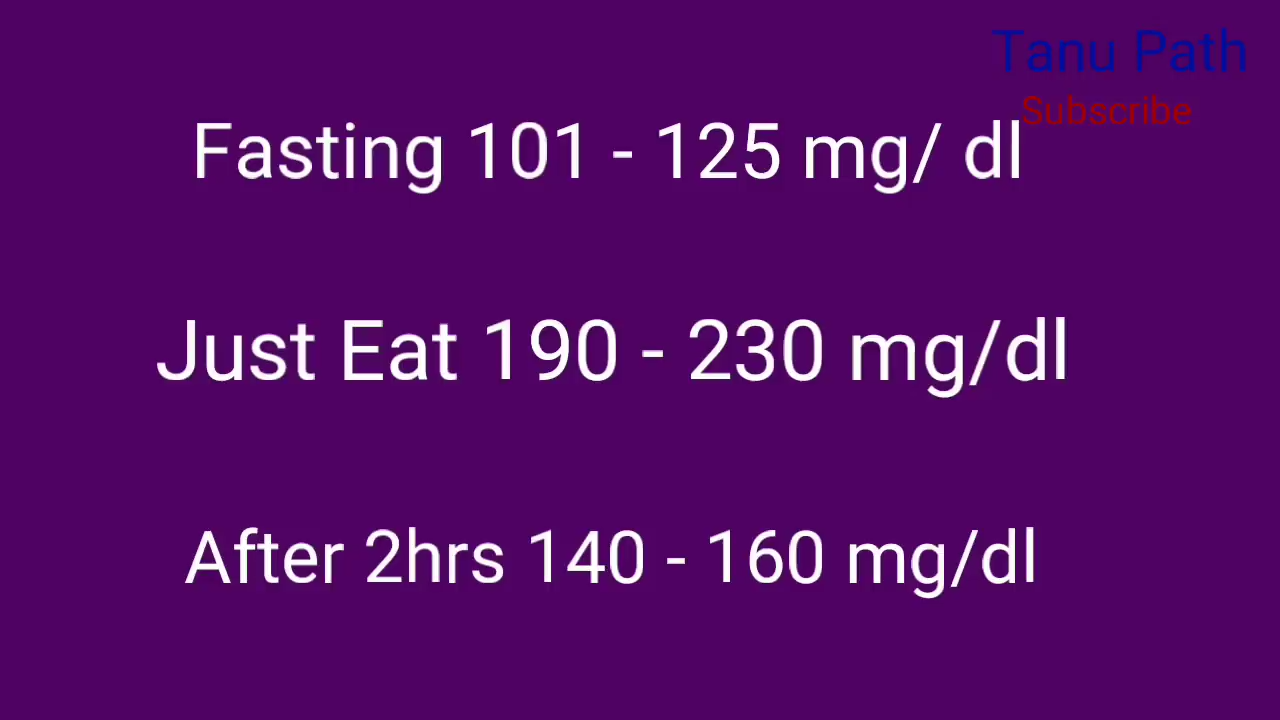 Tanu Path
Subscribe
Fasting 101 - 125 mg/ dl
Just Eat 190 - 230 mg/dl
After 2hrs 140 - 160 mg/dl